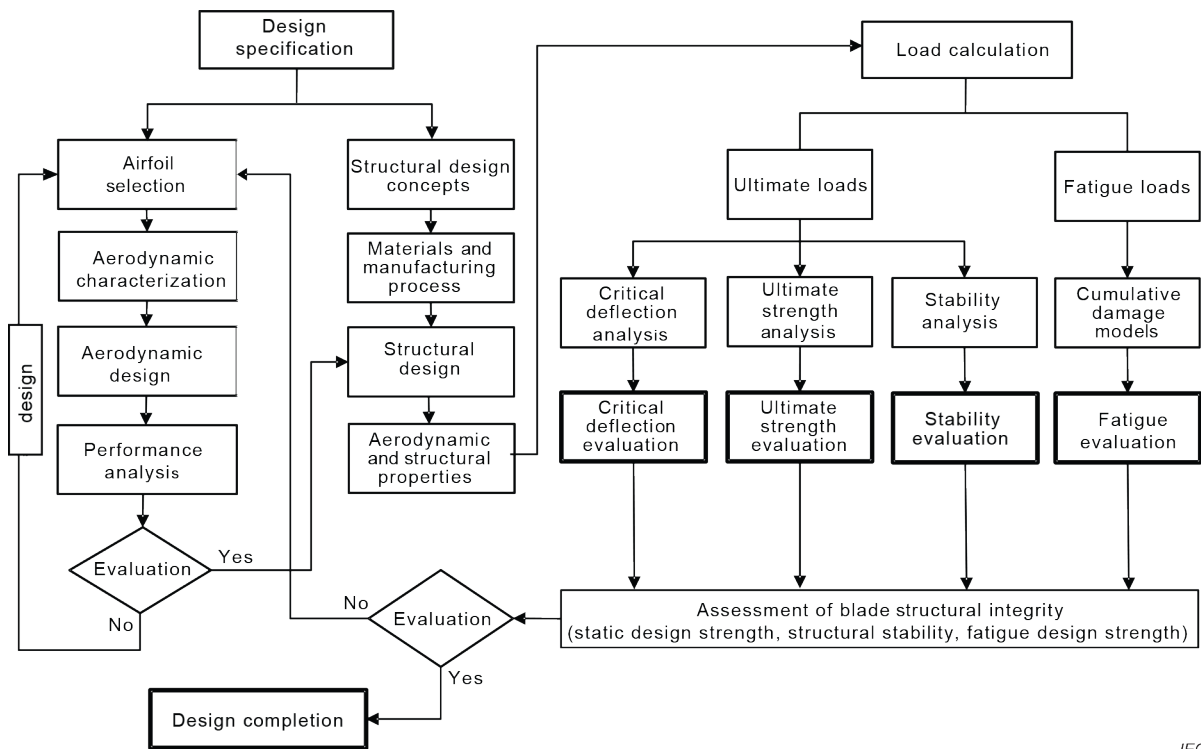 Design
specification
Load calculation
Airfoil
selection
Structural design
concepts
Ultimate loads
Fatigue loads
Aerodynamic
characterization
Materials and
manufacturing
process
Critical
deflection
analysis
Ultimate
strength
analysis
Stability
analysis
Cumulative
damage
models
design
Aerodynamic
design
Structural
design
Critical
deflection
evaluation
Ultimate
strength
evaluation
Stability
evaluation
Fatigue
evaluation
Performance
analysis
Aerodynamic
and structural
properties
Evaluation
Yes
No
No
Evaluation
Yes
Assessment of blade structural integrity
(static design strength, structural stability, fatigue design strength)
Design completion